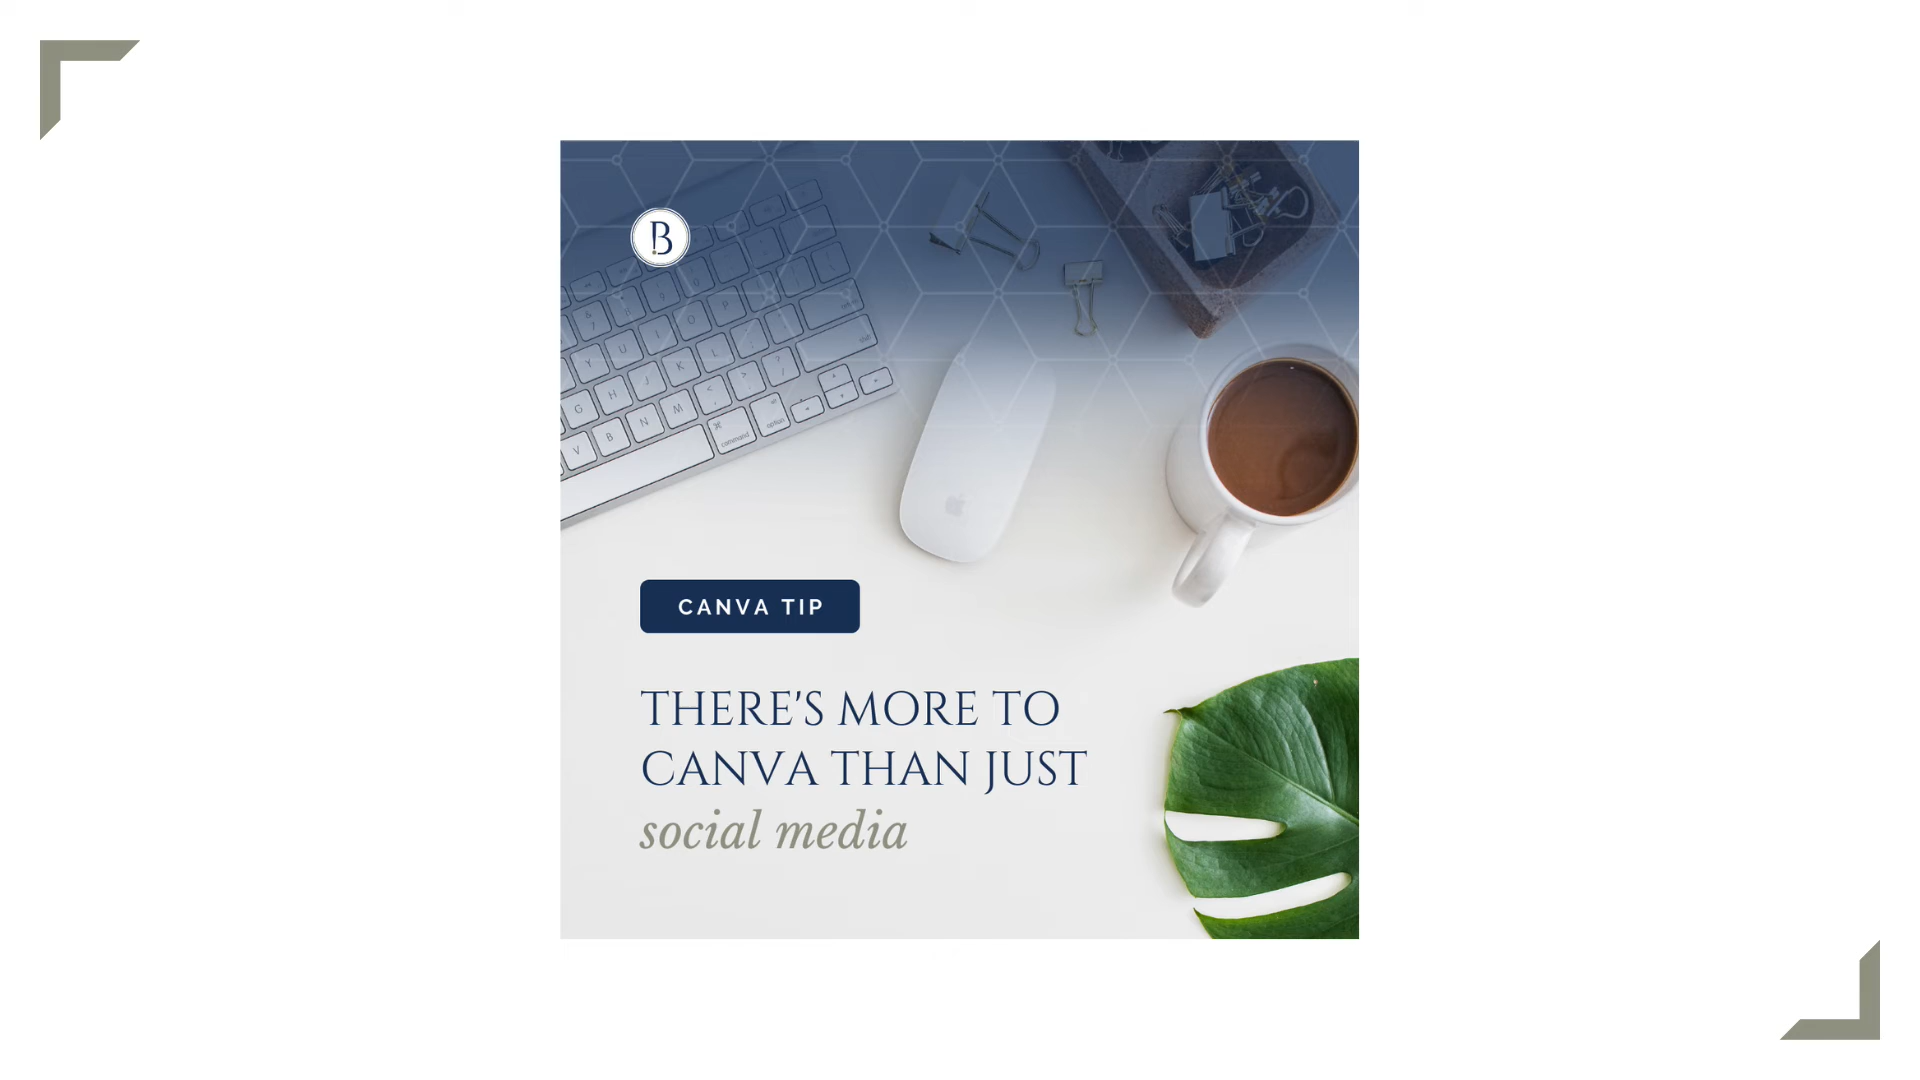 B
CANVA TIP
THERE'S MORE TO
CANVA THAN JUST
social media